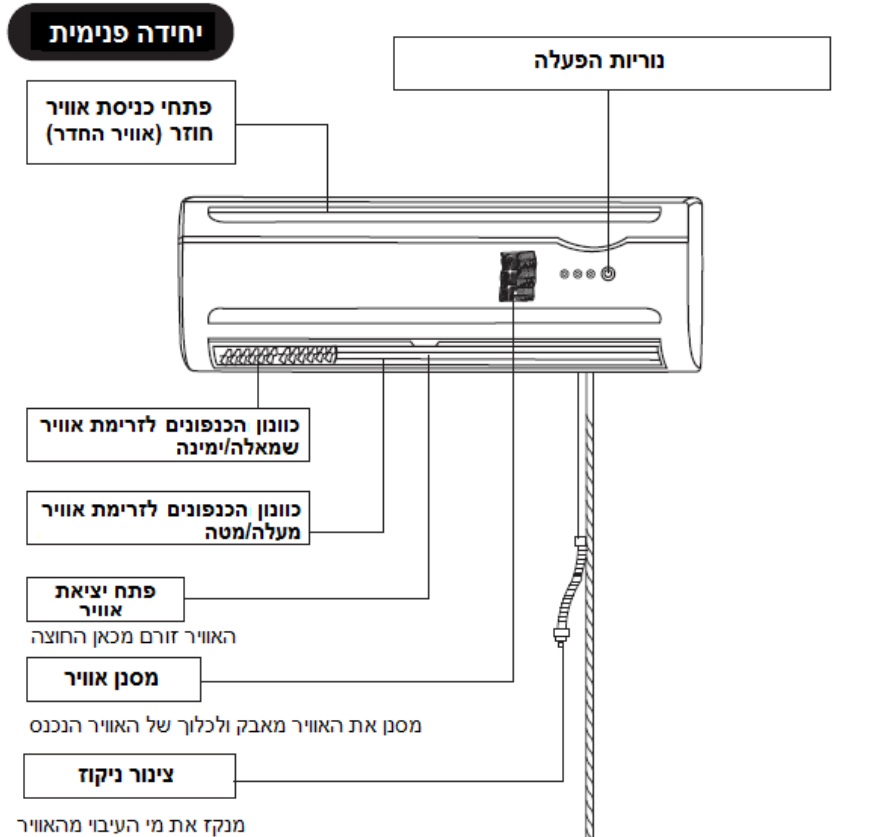 יחידה פנימית
נוריות הפעלה
פתחי כניסת אוויר
חוזר (אוויר החדר)
כוונון הכנפונים לזרימת אוויר
שמאלה/ימינה
כוונון הכנפונים לזרימת אוויר
מעלה/מטה
פתח יציאת
אוויר
האוויר זורם מכאן החוצה
מסנן אוויר
מסנן את האוויר מאבק ולכלוך של האוויר הנכנס
צינור ניקוז
מנקז את מי העיבוי מהאוויר